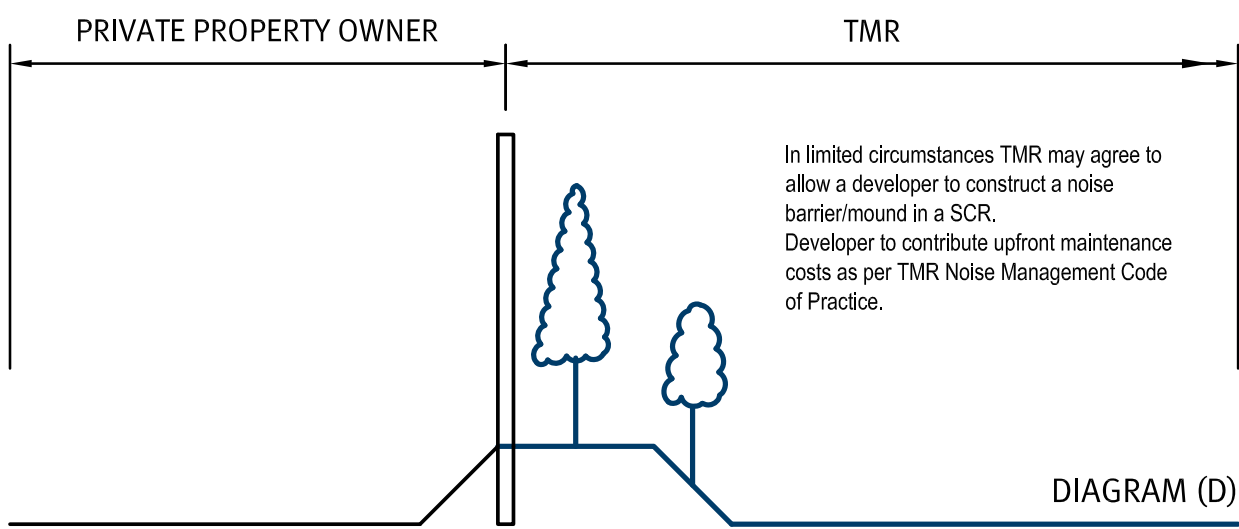 PRIVATE PROPERTY OWNER
TMR
In limited circumstances TMR may agree to
allow a developer to construct a noise
barrier/mound in a SCR.
Developer to contribute upfront maintenance
costs as per TMR Noise Management Code
of Practice.
DIAGRAM (D)